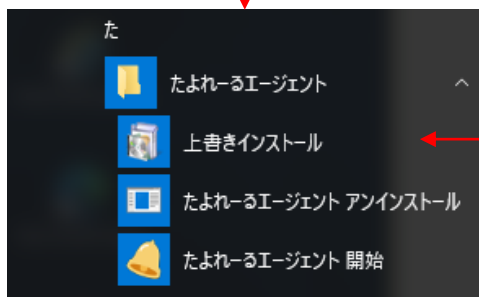 た
たよれーるエージェント
上書きインストール
たよれーるエージェント アンインストール
たよれーるエージェント 開始